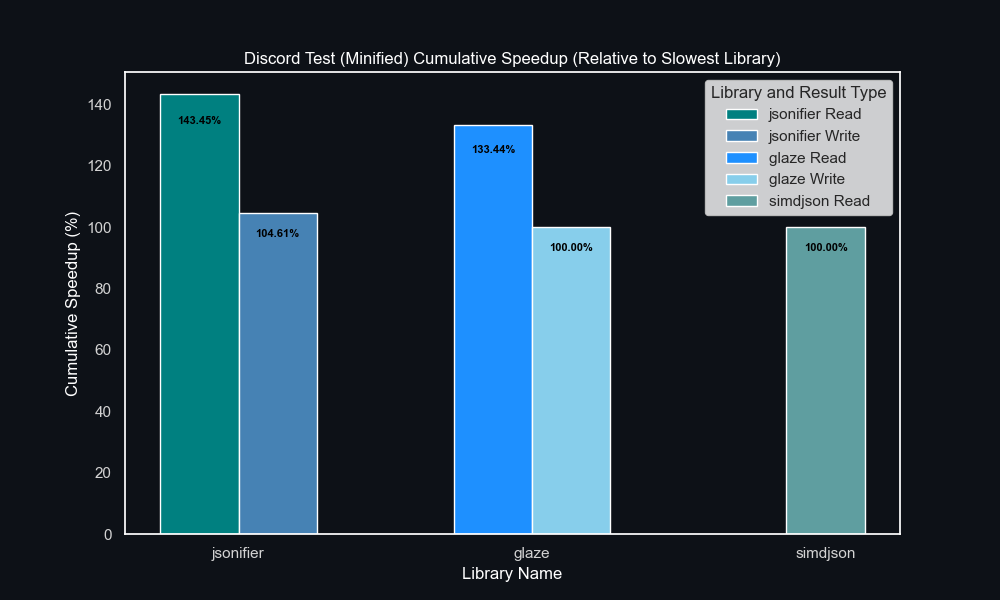 Discord Test (Minified) Cumulative Speedup (Relative to Slowest Library)
Library and Result Type
jsonifier Read
jsonifier Write
glaze Read
glaze Write
simdjson Read
Cumulative Speedup (%)
140
120
100
80
60
40
20
0
143.45%
104.61%
133.44%
100.00%
100.00%
jsonifier
glaze
simdjson
Library Name